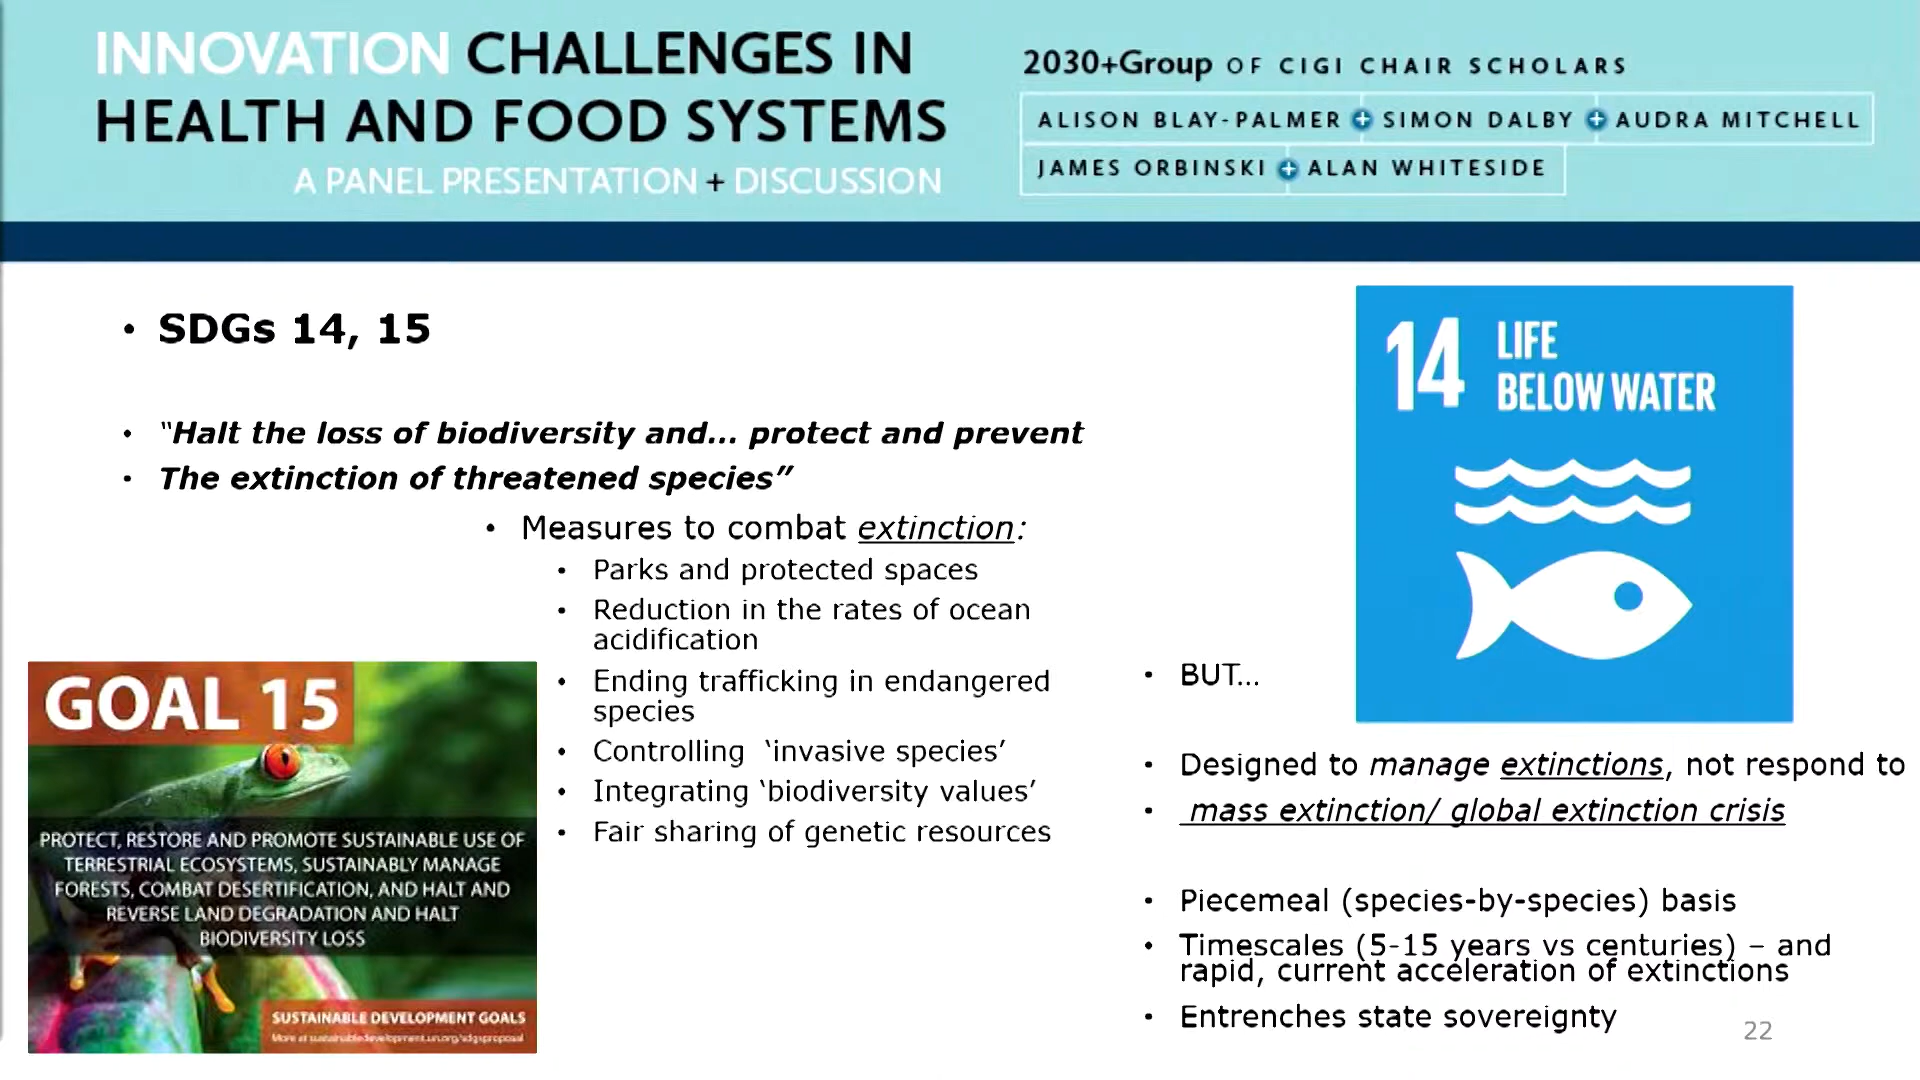 INNOVATION CHALLENGES IN
HEALTH AND FOOD SYSTEMS
A PANEL PRESENTATION + DISCUSSION
2030+Group OF CIGI CHAIR SCHOLARS
ALISON BLAY-PALMER + SIMON DALBY + AUDRA MITCHELL
JAMES ORBINSKI + ALAN WHITESIDE
• SDGs 14, 15
• “Halt the loss of biodiversity and... protect and prevent
• The extinction of threatened species”
• Measures to combat extinction:
• Parks and protected spaces
• Reduction in the rates of ocean
acidification
• Ending trafficking in endangered
species
• Controlling ‘invasive species’
• Integrating ‘biodiversity values’
• Fair sharing of genetic resources
GOAL 15
PROTECT, RESTORE AND PROMOTE SUSTAINABLE USE OF
TERRESTRIAL ECOSYSTEMS, SUSTAINABLY MANAGE
FORESTS, COMBAT DESERTIFICATION, AND HALT AND
REVERSE LAND DEGRADATION AND HALT
BIODIVERSITY LOSS
SUSTAINABLE DEVELOPMENT GOALS
More at sustainabledevelopment.un.org/sdgsproposal
14 LIFE
BELOW WATER
• BUT...
• Designed to manage extinctions, not respond to
• mass extinction/ global extinction crisis
• Piecemeal (species-by-species) basis
• Timescales (5-15 years vs centuries) – and
rapid, current acceleration of extinctions
• Entrenches state sovereignty
22